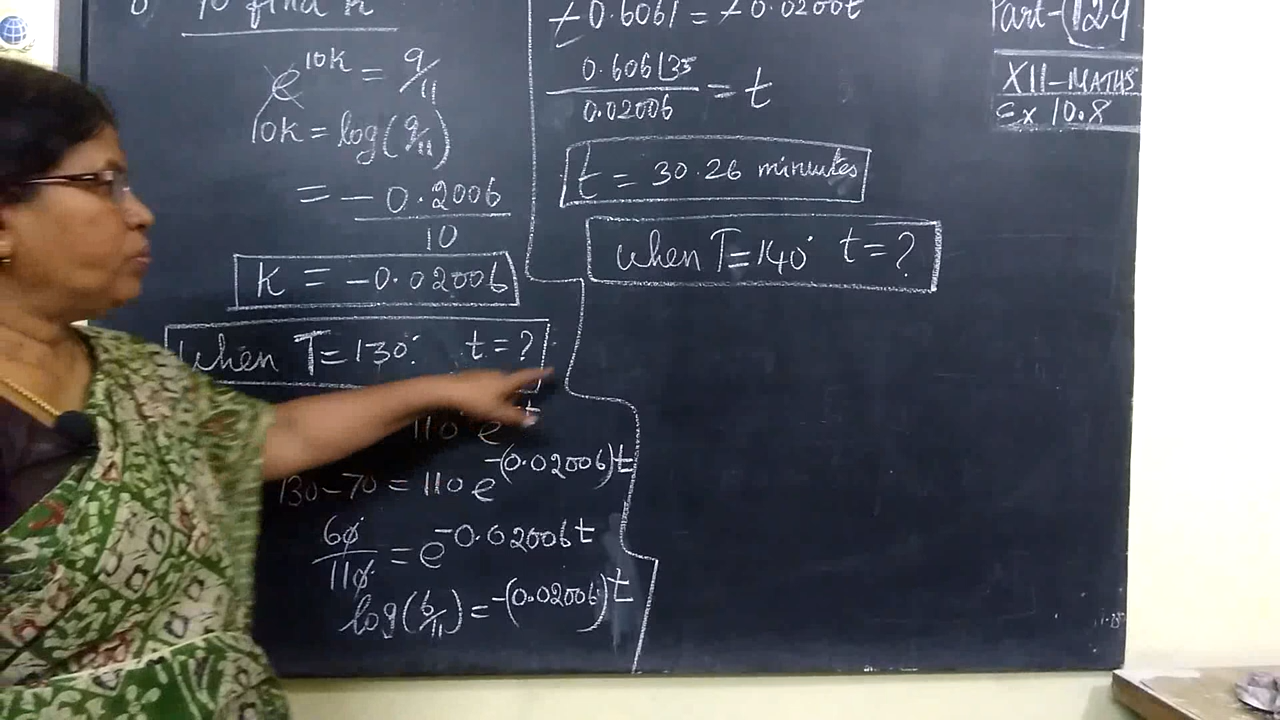 To find k
e^10k = 9/11
10k = log(9/11)
= -0.2006
10
k = -0.02006
When T=130° t=?
110 e
130-70 = 110 e^-(0.02006)t
60/110 = e^-0.02006t
log(6/11) = -(0.02006)t
-0.6061 = -0.0200t
0.606135
0.02006
= t
t = 30.26 minutes
when T=140° t=?
Part-129
XII-MATHS
Ex 10.8